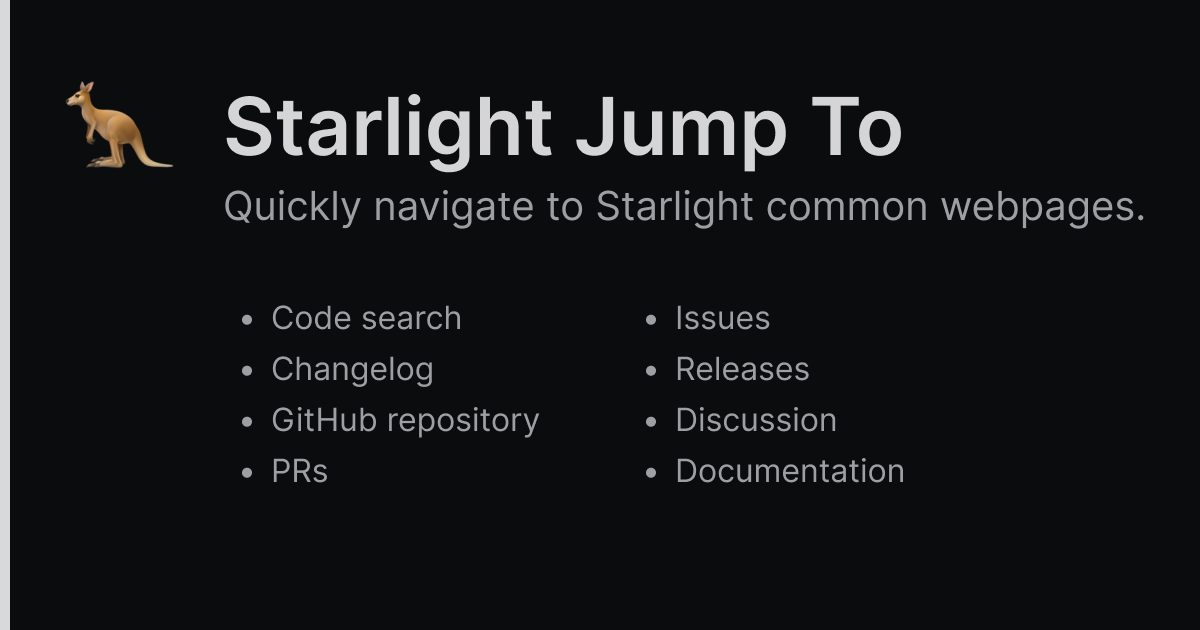 Starlight Jump To
Quickly navigate to Starlight common webpages.
Code search
Changelog
GitHub repository
PRs
Issues
Releases
Discussion
Documentation